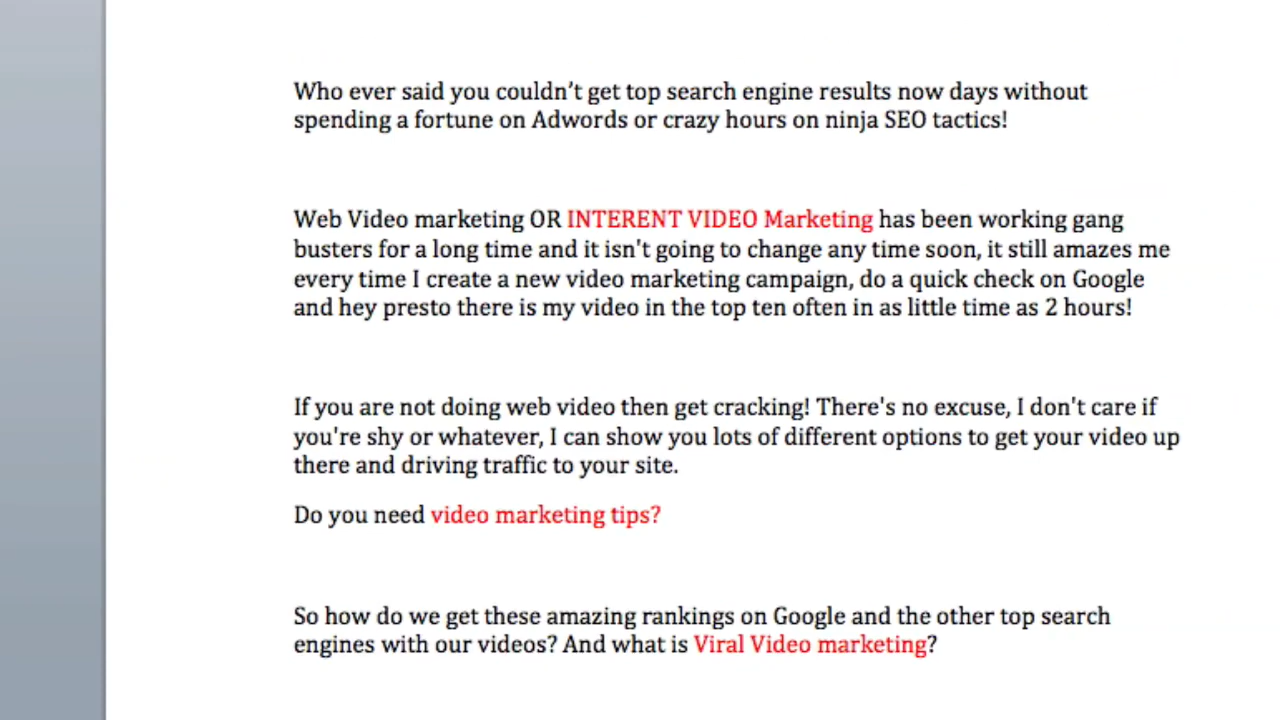 Who ever said you couldn’t get top search engine results now days without
spending a fortune on Adwords or crazy hours on ninja SEO tactics!
Web Video marketing OR INTERENT VIDEO Marketing has been working gang
busters for a long time and it isn't going to change any time soon, it still amazes me
every time I create a new video marketing campaign, do a quick check on Google
and hey presto there is my video in the top ten often in as little time as 2 hours!
If you are not doing web video then get cracking! There's no excuse, I don't care if
you're shy or whatever, I can show you lots of different options to get your video up
there and driving traffic to your site.
Do you need video marketing tips?
So how do we get these amazing rankings on Google and the other top search
engines with our videos? And what is Viral Video marketing?